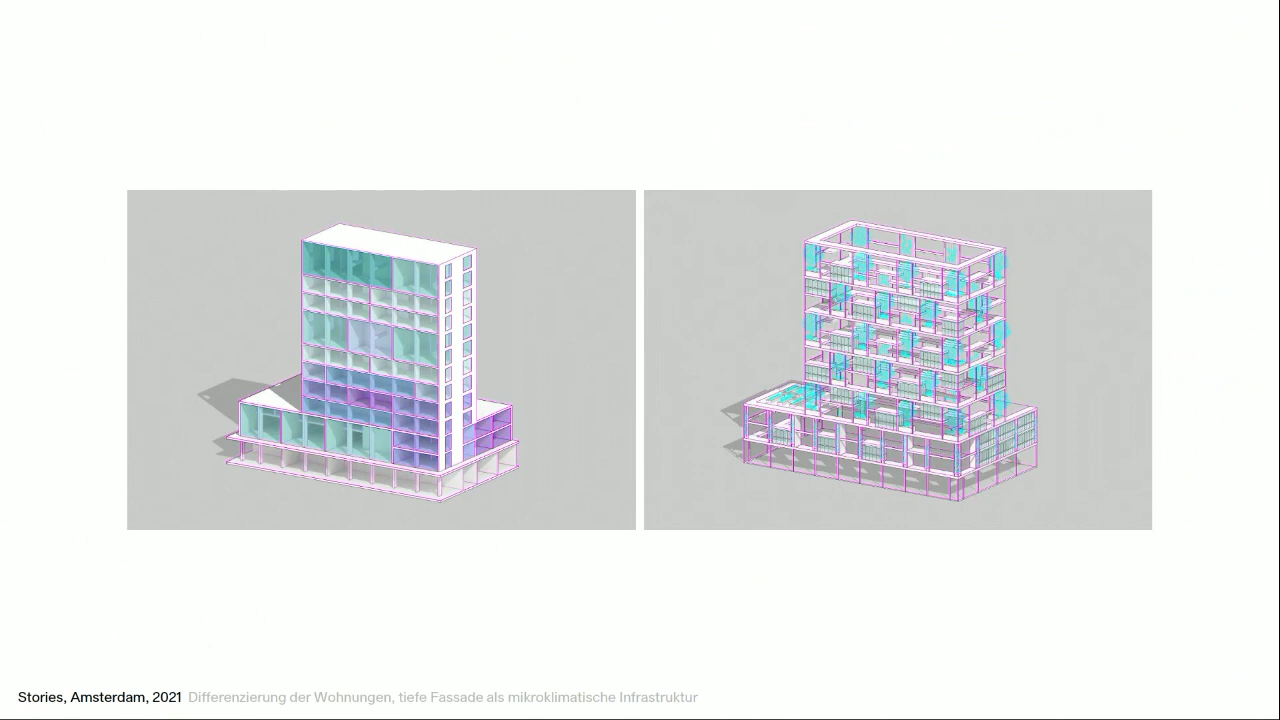 Stories, Amsterdam, 2021 Differenzierung der Wohnungen, tiefe Fassade als mikroklimatische Infrastruktur